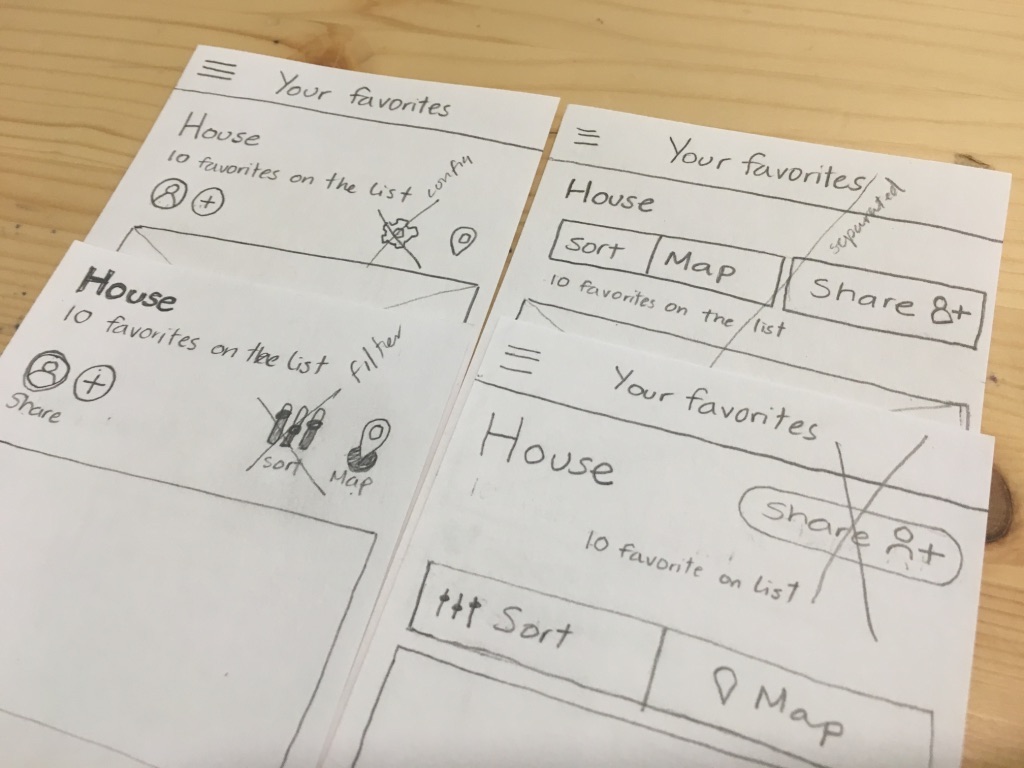 Your favorites
House
10 favorites on the list
config
Your favorites
separated
House
Sort
Map
Share
10 favorites on the list
House
10 favorites on the list
filter
Share
Sort
Map
Your favorites
House
Share
10 favorite on list
Sort
Map